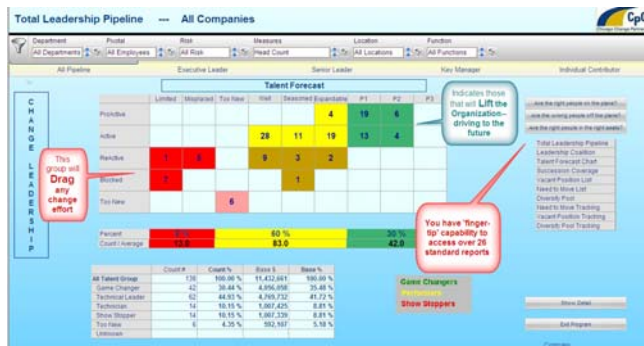 Total Leadership Pipeline --- All Companies
CpC
Department Pivotal Risk Measures Location Function
All Departments All Employees All Risk Head Count All Locations All Functions
All Pipeline Executive Leader Senior Leader Key Manager Individual Contributor
Talent Forecast
CHANGE LEADERSHIP
Limited Misplaced Too New Well Seasoned Expandable P1 P2 P3
ProActive 4 19 6
Active 28 11 19 13 4
Reactive 9 3 2
Blocked 7 1
Too New 6
Percent 60 % 30 %
Count / Average 83.0 42.0
This group will Drag any change effort
Indicates those that will Lift the Organization– driving to the future
You have 'finger-tip' capability to access over 26 standard reports
Are the right people on the plane?
Are the wrong people off the plane?
Are the right people in the right seats?
Total Leadership Pipeline
Leadership Coalition
Talent Forecast Chart
Succession Coverage
Vacant Position List
Need to Move List
Diversity Pool
Need to Move Tracking
Vacant Position Tracking
Diversity Pool Tracking
Count # Count % Base $ Base %
All Talent Group 138 100.00 % 11,432,661 100.00 %
Game Changer 42 30.44 % 4,056,058 35.48 %
Technical Leader 62 44.93 % 4,769,732 41.72 %
Technician 14 10.15 % 1,007,425 8.81 %
Show Stopper 14 10.15 % 1,007,339 8.81 %
Too New 6 4.35 % 592,107 5.18 %
Unknown
Game Changers
Performers
Show Stoppers
Show Detail
Exit Program
Company